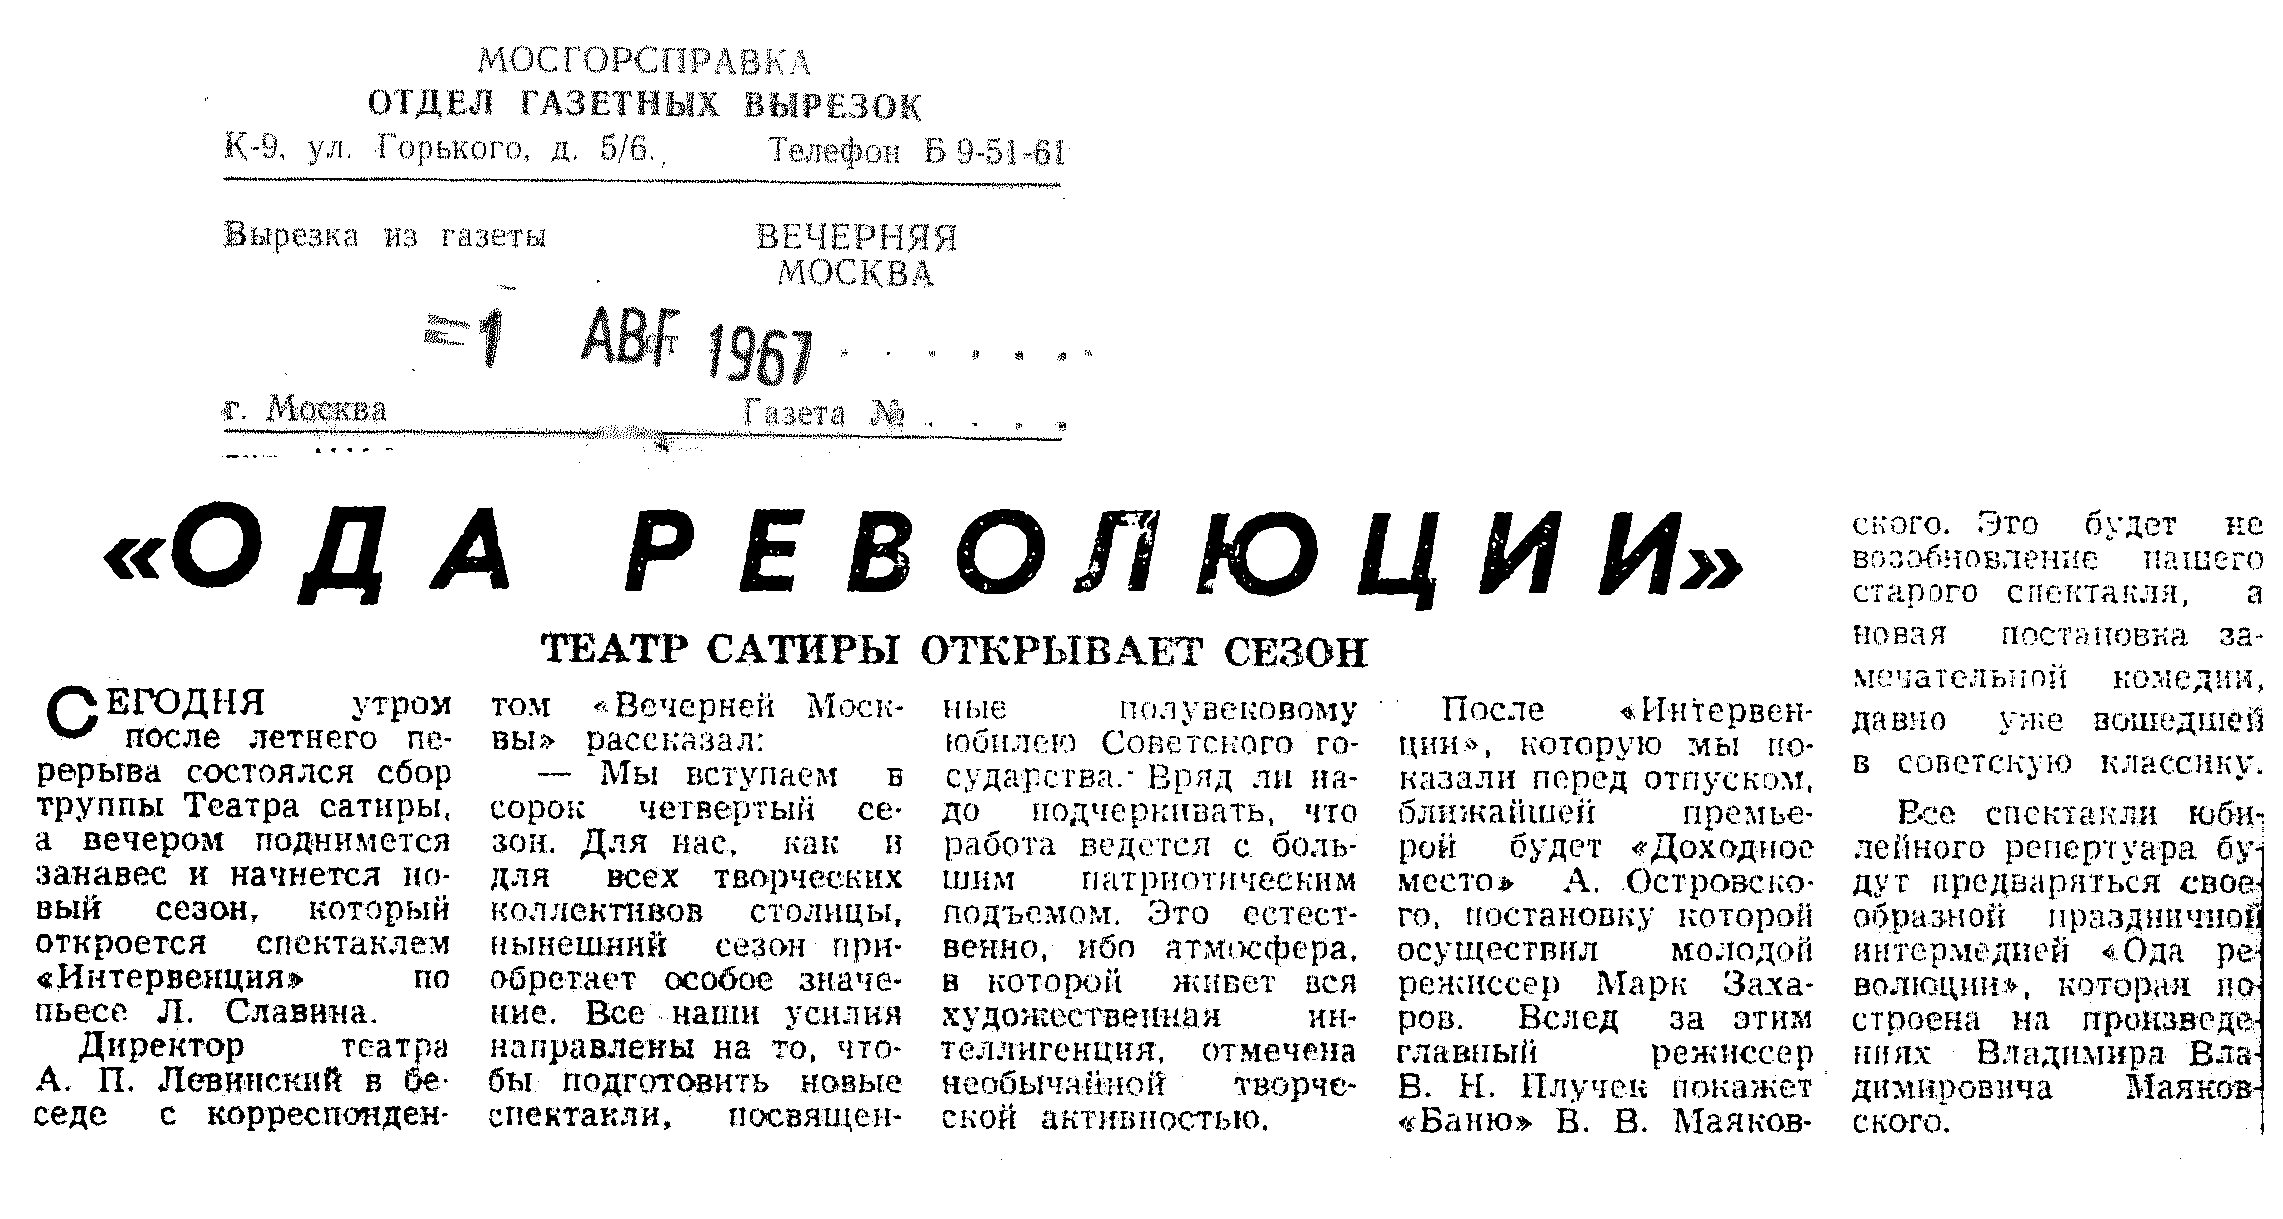 МОСГОРСПРАВКА
ОТДЕЛ ГАЗЕТНЫХ ВЫРЕЗОК
К-9, ул. Горького, д. 5/6. Телефон Б 9-51-61
Вырезка из газеты
ВЕЧЕРНЯЯ
МОСКВА
1 АВГ 1967
г. Москва Газета №
«ОДА РЕВОЛЮЦИИ»
ТЕАТР САТИРЫ ОТКРЫВАЕТ СЕЗОН
СЕГОДНЯ утром
после летнего пе-
рерыва состоялся сбор
труппы Театра сатиры,
а вечером поднимется
занавес и начнется но-
вый сезон, который
откроется спектаклем
«Интервенция» по
пьесе Л. Славина.
Директор театра
А. П. Левинский в бе-
седе с корреспонден-
том «Вечерней Моск-
вы» рассказал:
— Мы вступаем в
сорок четвертый се-
зон. Для нас, как и
для всех творческих
коллективов столицы,
нынешний сезон при-
обретает особое значе-
ние. Все наши усилия
направлены на то, что-
бы подготовить новые
спектакли, посвящен-
ные полувековому
юбилею Советского го-
сударства. Вряд ли на-
до подчеркивать, что
работа ведется с боль-
шим патриотическим
подъемом. Это естест-
венно, ибо атмосфера,
в которой живет вся
художественная ин-
теллигенция, отмечена
необычайной творче-
ской активностью.
После «Интервен-
ции», которую мы по-
казали перед отпуском,
ближайшей премье-
рой будет «Доходное
место» А. Островско-
го, постановку которой
осуществил молодой
режиссер Марк Заха-
ров. Вслед за этим
главный режиссер
В. Н. Плучек покажет
«Баню» В. В. Маяков-
ского. Это будет не
возобновление нашего
старого спектакля, а
новая постановка за-
мечательной комедии,
давно уже вошедшей
в советскую классику.
Все спектакли юби-
лейного репертуара бу-
дут предваряться свое-
образной праздничной
интермедией «Ода ре-
волюции», которая по-
строена на произведе-
ниях Владимира Вла-
димировича Маяков-
ского.